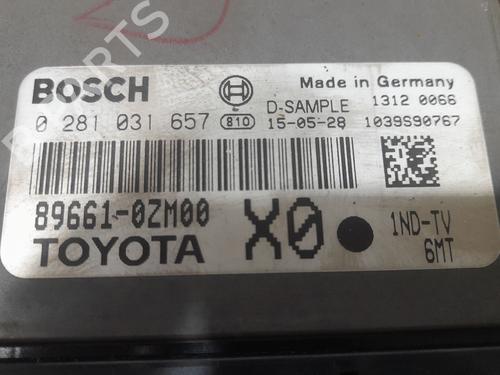 PARTS
BOSCH
Made in Germany
D-SAMPLE
1312 0066
0 281 031 657
810
15-05-28
1039S90767
89661-0ZM00
X0
1ND-TV
TOYOTA
6MT